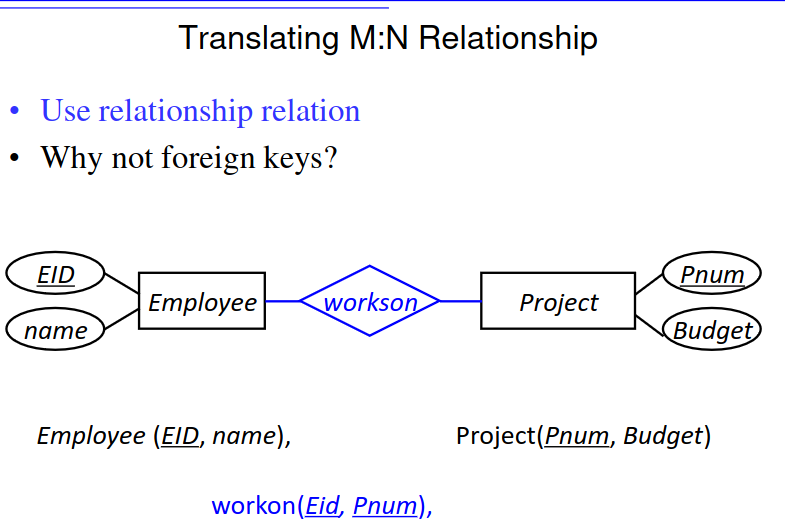 Translating M:N Relationship
• Use relationship relation
• Why not foreign keys?
EID
name
Employee
workson
Project
Pnum
Budget
Employee (EID, name),
Project(Pnum, Budget)
workon(Eid, Pnum),